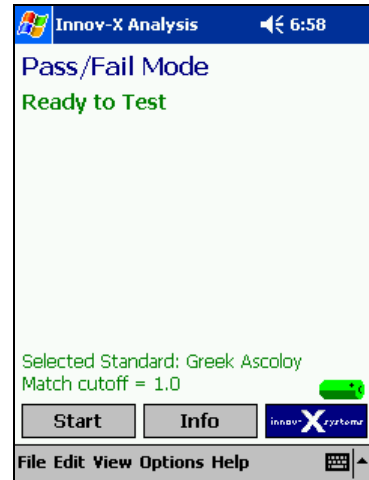 Innov-X Analysis 6:58
Pass/Fail Mode
Ready to Test
Selected Standard: Greek Ascoloy
Match cutoff = 1.0
Start Info innov-X systems
File Edit View Options Help